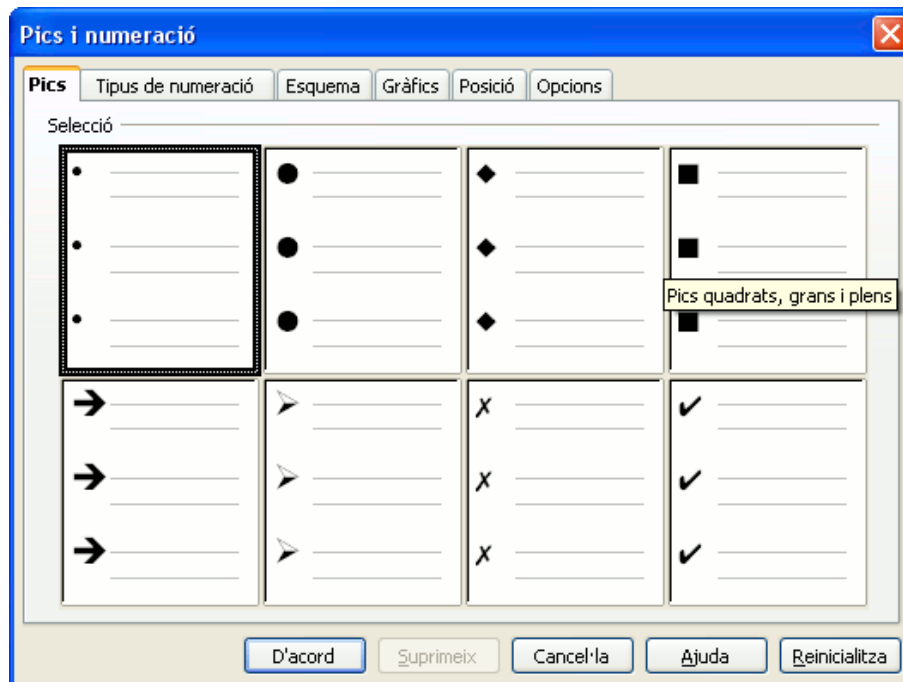 Pics i numeració
Pics Tipus de numeració Esquema Gràfics Posició Opcions
Selecció
Pics quadrats, grans i plens
D'acord Suprimeix Cancel·la Ajuda Reinicialitza